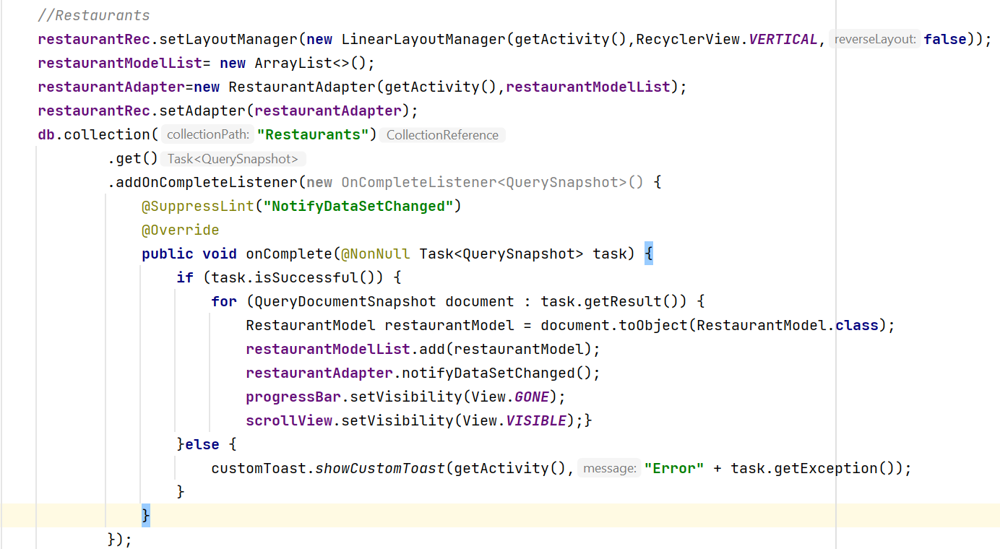 //Restaurants
restaurantRec.setLayoutManager(new LinearLayoutManager(getActivity(),RecyclerView.VERTICAL, reverseLayout: false));
restaurantModelList= new ArrayList<>();
restaurantAdapter=new RestaurantAdapter(getActivity(),restaurantModelList);
restaurantRec.setAdapter(restaurantAdapter);
db.collection( collectionPath: "Restaurants") CollectionReference
.get() Task<QuerySnapshot>
.addOnCompleteListener(new OnCompleteListener<QuerySnapshot>() {
@SuppressLint("NotifyDataSetChanged")
@Override
public void onComplete(@NonNull Task<QuerySnapshot> task) {
if (task.isSuccessful()) {
for (QueryDocumentSnapshot document : task.getResult()) {
RestaurantModel restaurantModel = document.toObject(RestaurantModel.class);
restaurantModelList.add(restaurantModel);
restaurantAdapter.notifyDataSetChanged();
progressBar.setVisibility(View.GONE);
scrollView.setVisibility(View.VISIBLE);}
}else {
customToast.showCustomToast(getActivity(), message: "Error" + task.getException());
}
}
});